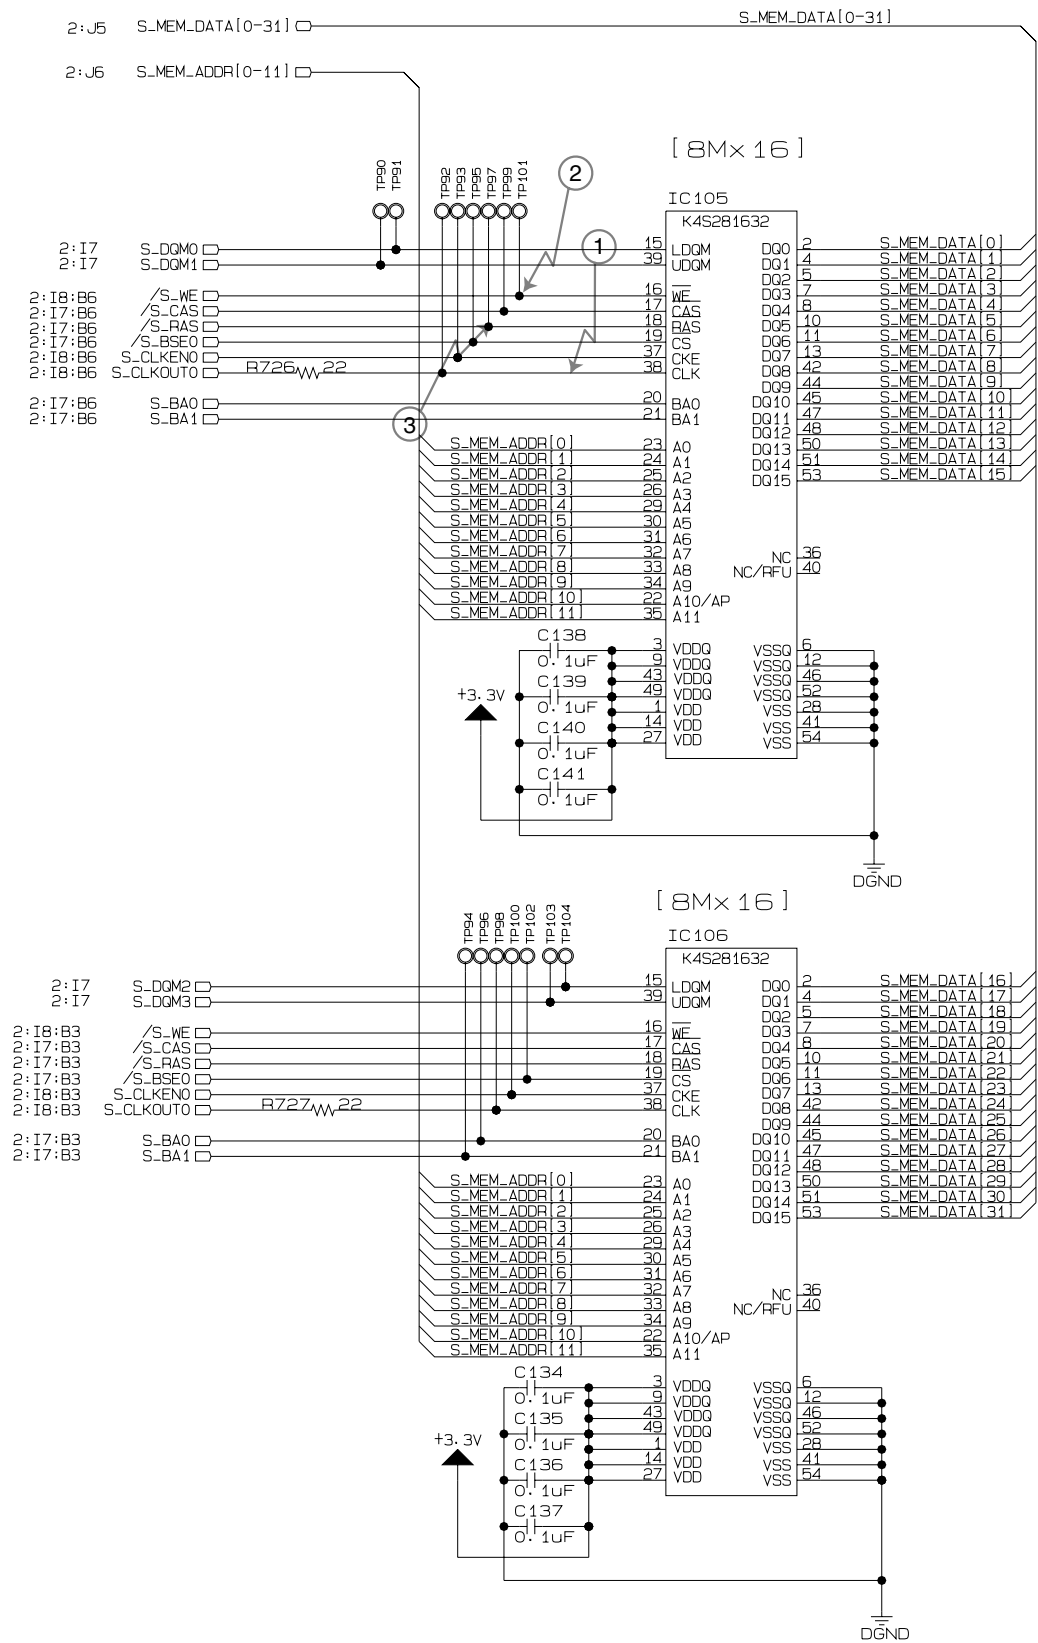 2:J5 S_MEM_DATA[0-31] S_MEM_DATA[0-31]
2:J6 S_MEM_ADDR[0-11]
[8Mx16]
TP90 TP91 TP92 TP93 TP95 TP97 TP99 TP101
2
1
3
IC105
K4S281632
2:I7 S_DQM0 15 LDQM DQ0 2 S_MEM_DATA[0]
2:I7 S_DQM1 39 UDQM DQ1 4 S_MEM_DATA[1]
DQ2 5 S_MEM_DATA[2]
2:I8:B6 /S_WE 16 WE DQ3 7 S_MEM_DATA[3]
2:I7:B6 /S_CAS 17 CAS DQ4 8 S_MEM_DATA[4]
2:I7:B6 /S_RAS 18 RAS DQ5 10 S_MEM_DATA[5]
2:I7:B6 /S_BSE0 19 CS DQ6 11 S_MEM_DATA[6]
2:I8:B6 S_CLKEN0 37 CKE DQ7 13 S_MEM_DATA[7]
2:I8:B6 S_CLKOUT0 R726 22 38 CLK DQ8 42 S_MEM_DATA[8]
DQ9 44 S_MEM_DATA[9]
2:I7:B6 S_BA0 20 BA0 DQ10 45 S_MEM_DATA[10]
2:I7:B6 S_BA1 21 BA1 DQ11 47 S_MEM_DATA[11]
DQ12 48 S_MEM_DATA[12]
S_MEM_ADDR[0] 23 A0 DQ13 50 S_MEM_DATA[13]
S_MEM_ADDR[1] 24 A1 DQ14 51 S_MEM_DATA[14]
S_MEM_ADDR[2] 25 A2 DQ15 53 S_MEM_DATA[15]
S_MEM_ADDR[3] 26 A3
S_MEM_ADDR[4] 29 A4
S_MEM_ADDR[5] 30 A5
S_MEM_ADDR[6] 31 A6
S_MEM_ADDR[7] 32 A7 NC 36
S_MEM_ADDR[8] 33 A8 NC/RFU 40
S_MEM_ADDR[9] 34 A9
S_MEM_ADDR[10] 22 A10/AP
S_MEM_ADDR[11] 35 A11
C138 3 VDDQ VSSQ 6
0.1uF 9 VDDQ VSSQ 12
C139 43 VDDQ VSSQ 46
+3.3V 0.1uF 49 VDDQ VSSQ 52
1 VDD VSS 28
C140 14 VDD VSS 41
0.1uF 27 VDD VSS 54
C141
0.1uF
DGND
[8Mx16]
TP94 TP96 TP98 TP100 TP102 TP103 TP104
IC106
K4S281632
2:I7 S_DQM2 15 LDQM DQ0 2 S_MEM_DATA[16]
2:I7 S_DQM3 39 UDQM DQ1 4 S_MEM_DATA[17]
DQ2 5 S_MEM_DATA[18]
2:I8:B3 /S_WE 16 WE DQ3 7 S_MEM_DATA[19]
2:I7:B3 /S_CAS 17 CAS DQ4 8 S_MEM_DATA[20]
2:I7:B3 /S_RAS 18 RAS DQ5 10 S_MEM_DATA[21]
2:I7:B3 /S_BSE0 19 CS DQ6 11 S_MEM_DATA[22]
2:I8:B3 S_CLKEN0 37 CKE DQ7 13 S_MEM_DATA[23]
2:I8:B3 S_CLKOUT0 R727 22 38 CLK DQ8 42 S_MEM_DATA[24]
DQ9 44 S_MEM_DATA[25]
2:I7:B3 S_BA0 20 BA0 DQ10 45 S_MEM_DATA[26]
2:I7:B3 S_BA1 21 BA1 DQ11 47 S_MEM_DATA[27]
DQ12 48 S_MEM_DATA[28]
S_MEM_ADDR[0] 23 A0 DQ13 50 S_MEM_DATA[29]
S_MEM_ADDR[1] 24 A1 DQ14 51 S_MEM_DATA[30]
S_MEM_ADDR[2] 25 A2 DQ15 53 S_MEM_DATA[31]
S_MEM_ADDR[3] 26 A3
S_MEM_ADDR[4] 29 A4
S_MEM_ADDR[5] 30 A5
S_MEM_ADDR[6] 31 A6
S_MEM_ADDR[7] 32 A7 NC 36
S_MEM_ADDR[8] 33 A8 NC/RFU 40
S_MEM_ADDR[9] 34 A9
S_MEM_ADDR[10] 22 A10/AP
S_MEM_ADDR[11] 35 A11
C134 3 VDDQ VSSQ 6
0.1uF 9 VDDQ VSSQ 12
C135 43 VDDQ VSSQ 46
+3.3V 0.1uF 49 VDDQ VSSQ 52
1 VDD VSS 28
C136 14 VDD VSS 41
0.1uF 27 VDD VSS 54
C137
0.1uF
DGND